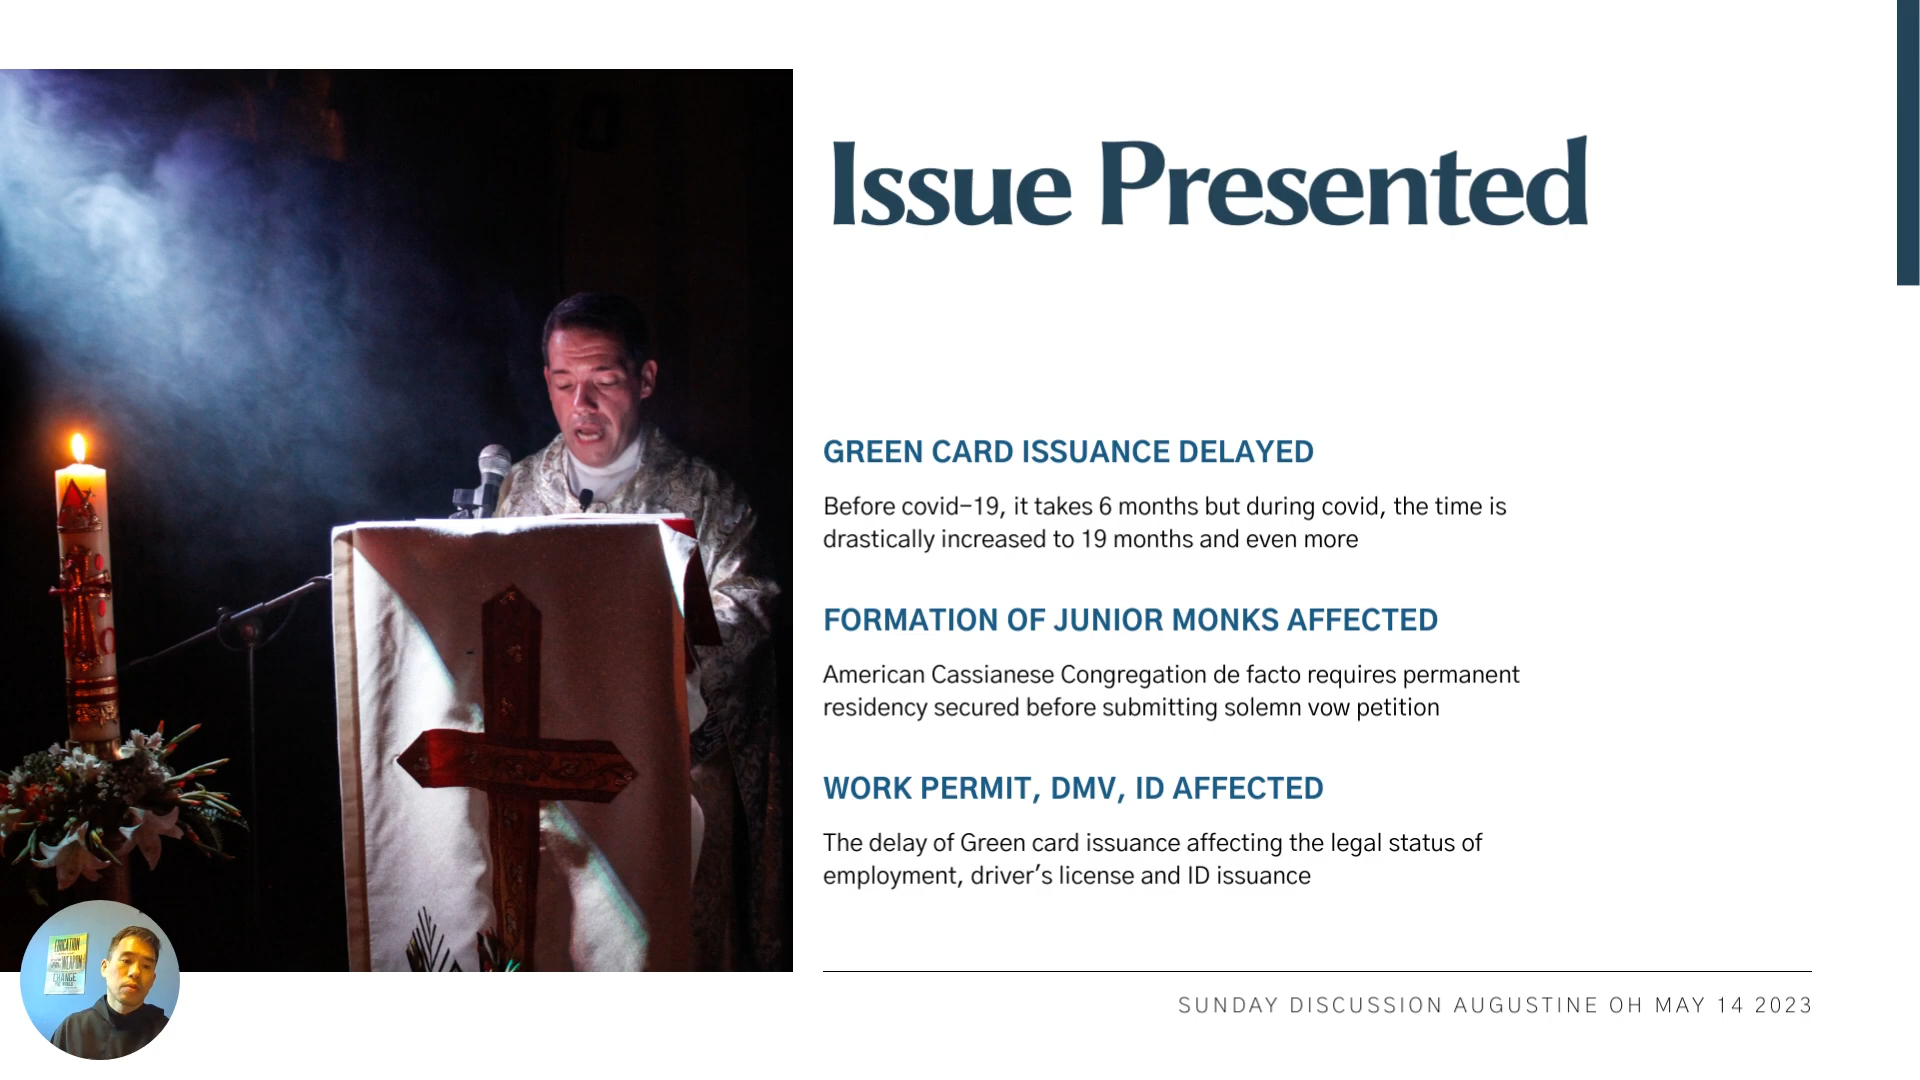 Issue Presented
GREEN CARD ISSUANCE DELAYED
Before covid-19, it takes 6 months but during covid, the time is
drastically increased to 19 months and even more
FORMATION OF JUNIOR MONKS AFFECTED
American Cassianese Congregation de facto requires permanent
residency secured before submitting solemn vow petition
WORK PERMIT, DMV, ID AFFECTED
The delay of Green card issuance affecting the legal status of
employment, driver's license and ID issuance
EDUCATION
WEAPON
CHANGE
SUNDAY DISCUSSION AUGUSTINE OH MAY 14 2023